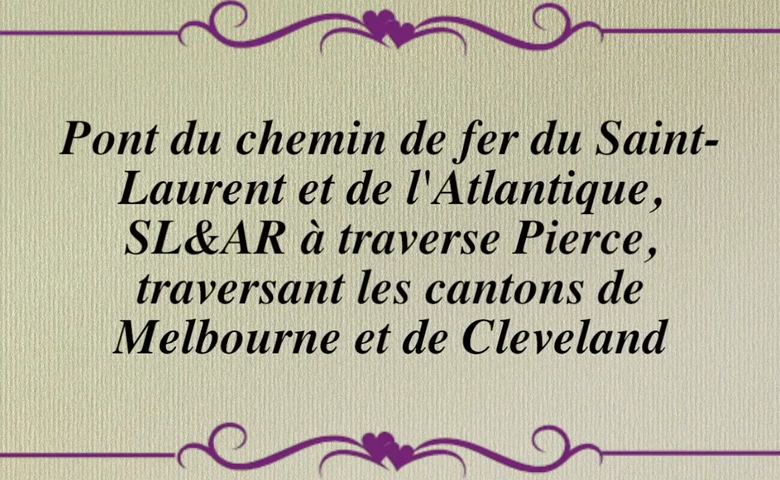 Pont du chemin de fer du Saint-
Laurent et de l'Atlantique,
SL&AR à traverse Pierce,
traversant les cantons de
Melbourne et de Cleveland